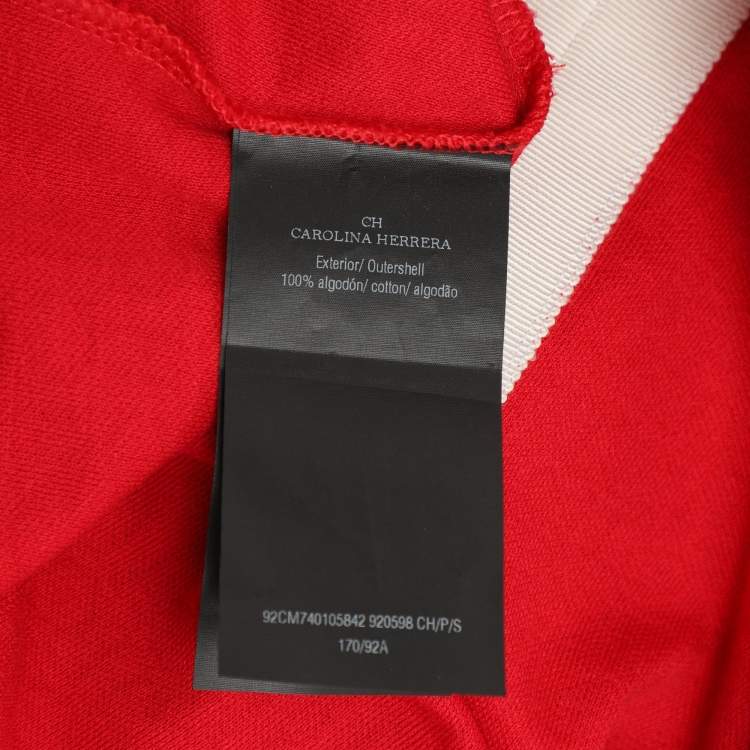 CH
CAROLINA HERRERA
Exterior/ Outershell
100% algodón/ cotton/ algodão
92CM740105842 920598 CH/P/S
170/92A